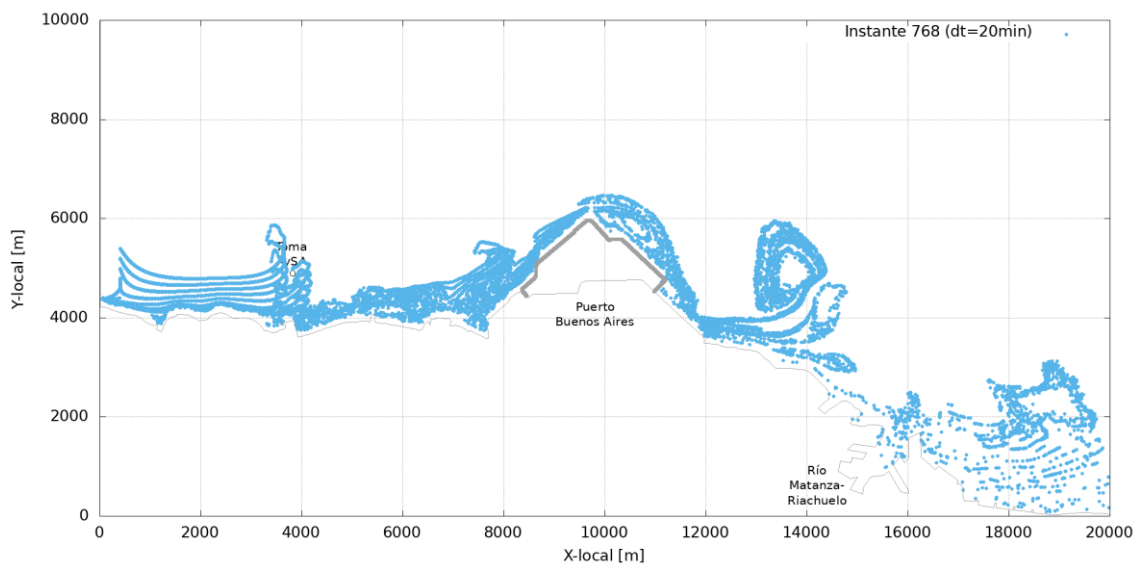 10000
8000
6000
4000
2000
0
Y-local [m]
Instante 768 (dt=20min)
Toma
Puerto
Buenos Aires
Río
Matanza-
Riachuelo
0
2000
4000
6000
8000
10000
12000
14000
16000
18000
20000
X-local [m]